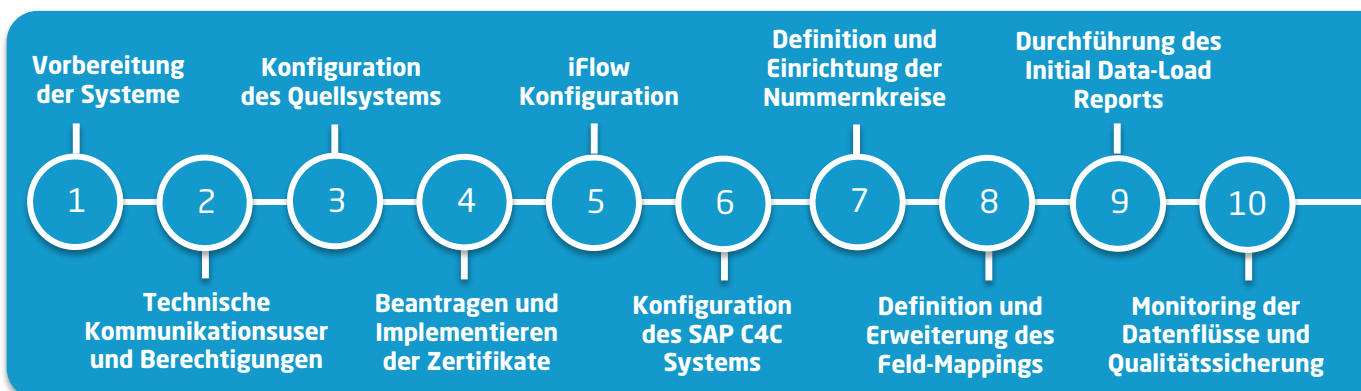 Vorbereitung
der Systeme
1
Technische
Kommunikationsuser
und Berechtigungen
2
Konfiguration
des Quellsystems
3
Beantragen und
Implementieren
der Zertifikate
4
iFlow
Konfiguration
5
Konfiguration
des SAP C4C
Systems
6
Definition und
Einrichtung der
Nummernkreise
7
Definition und
Erweiterung des
Feld-Mappings
8
Durchführung des
Initial Data-Load
Reports
9
Monitoring der
Datenflüsse und
Qualitätssicherung
10